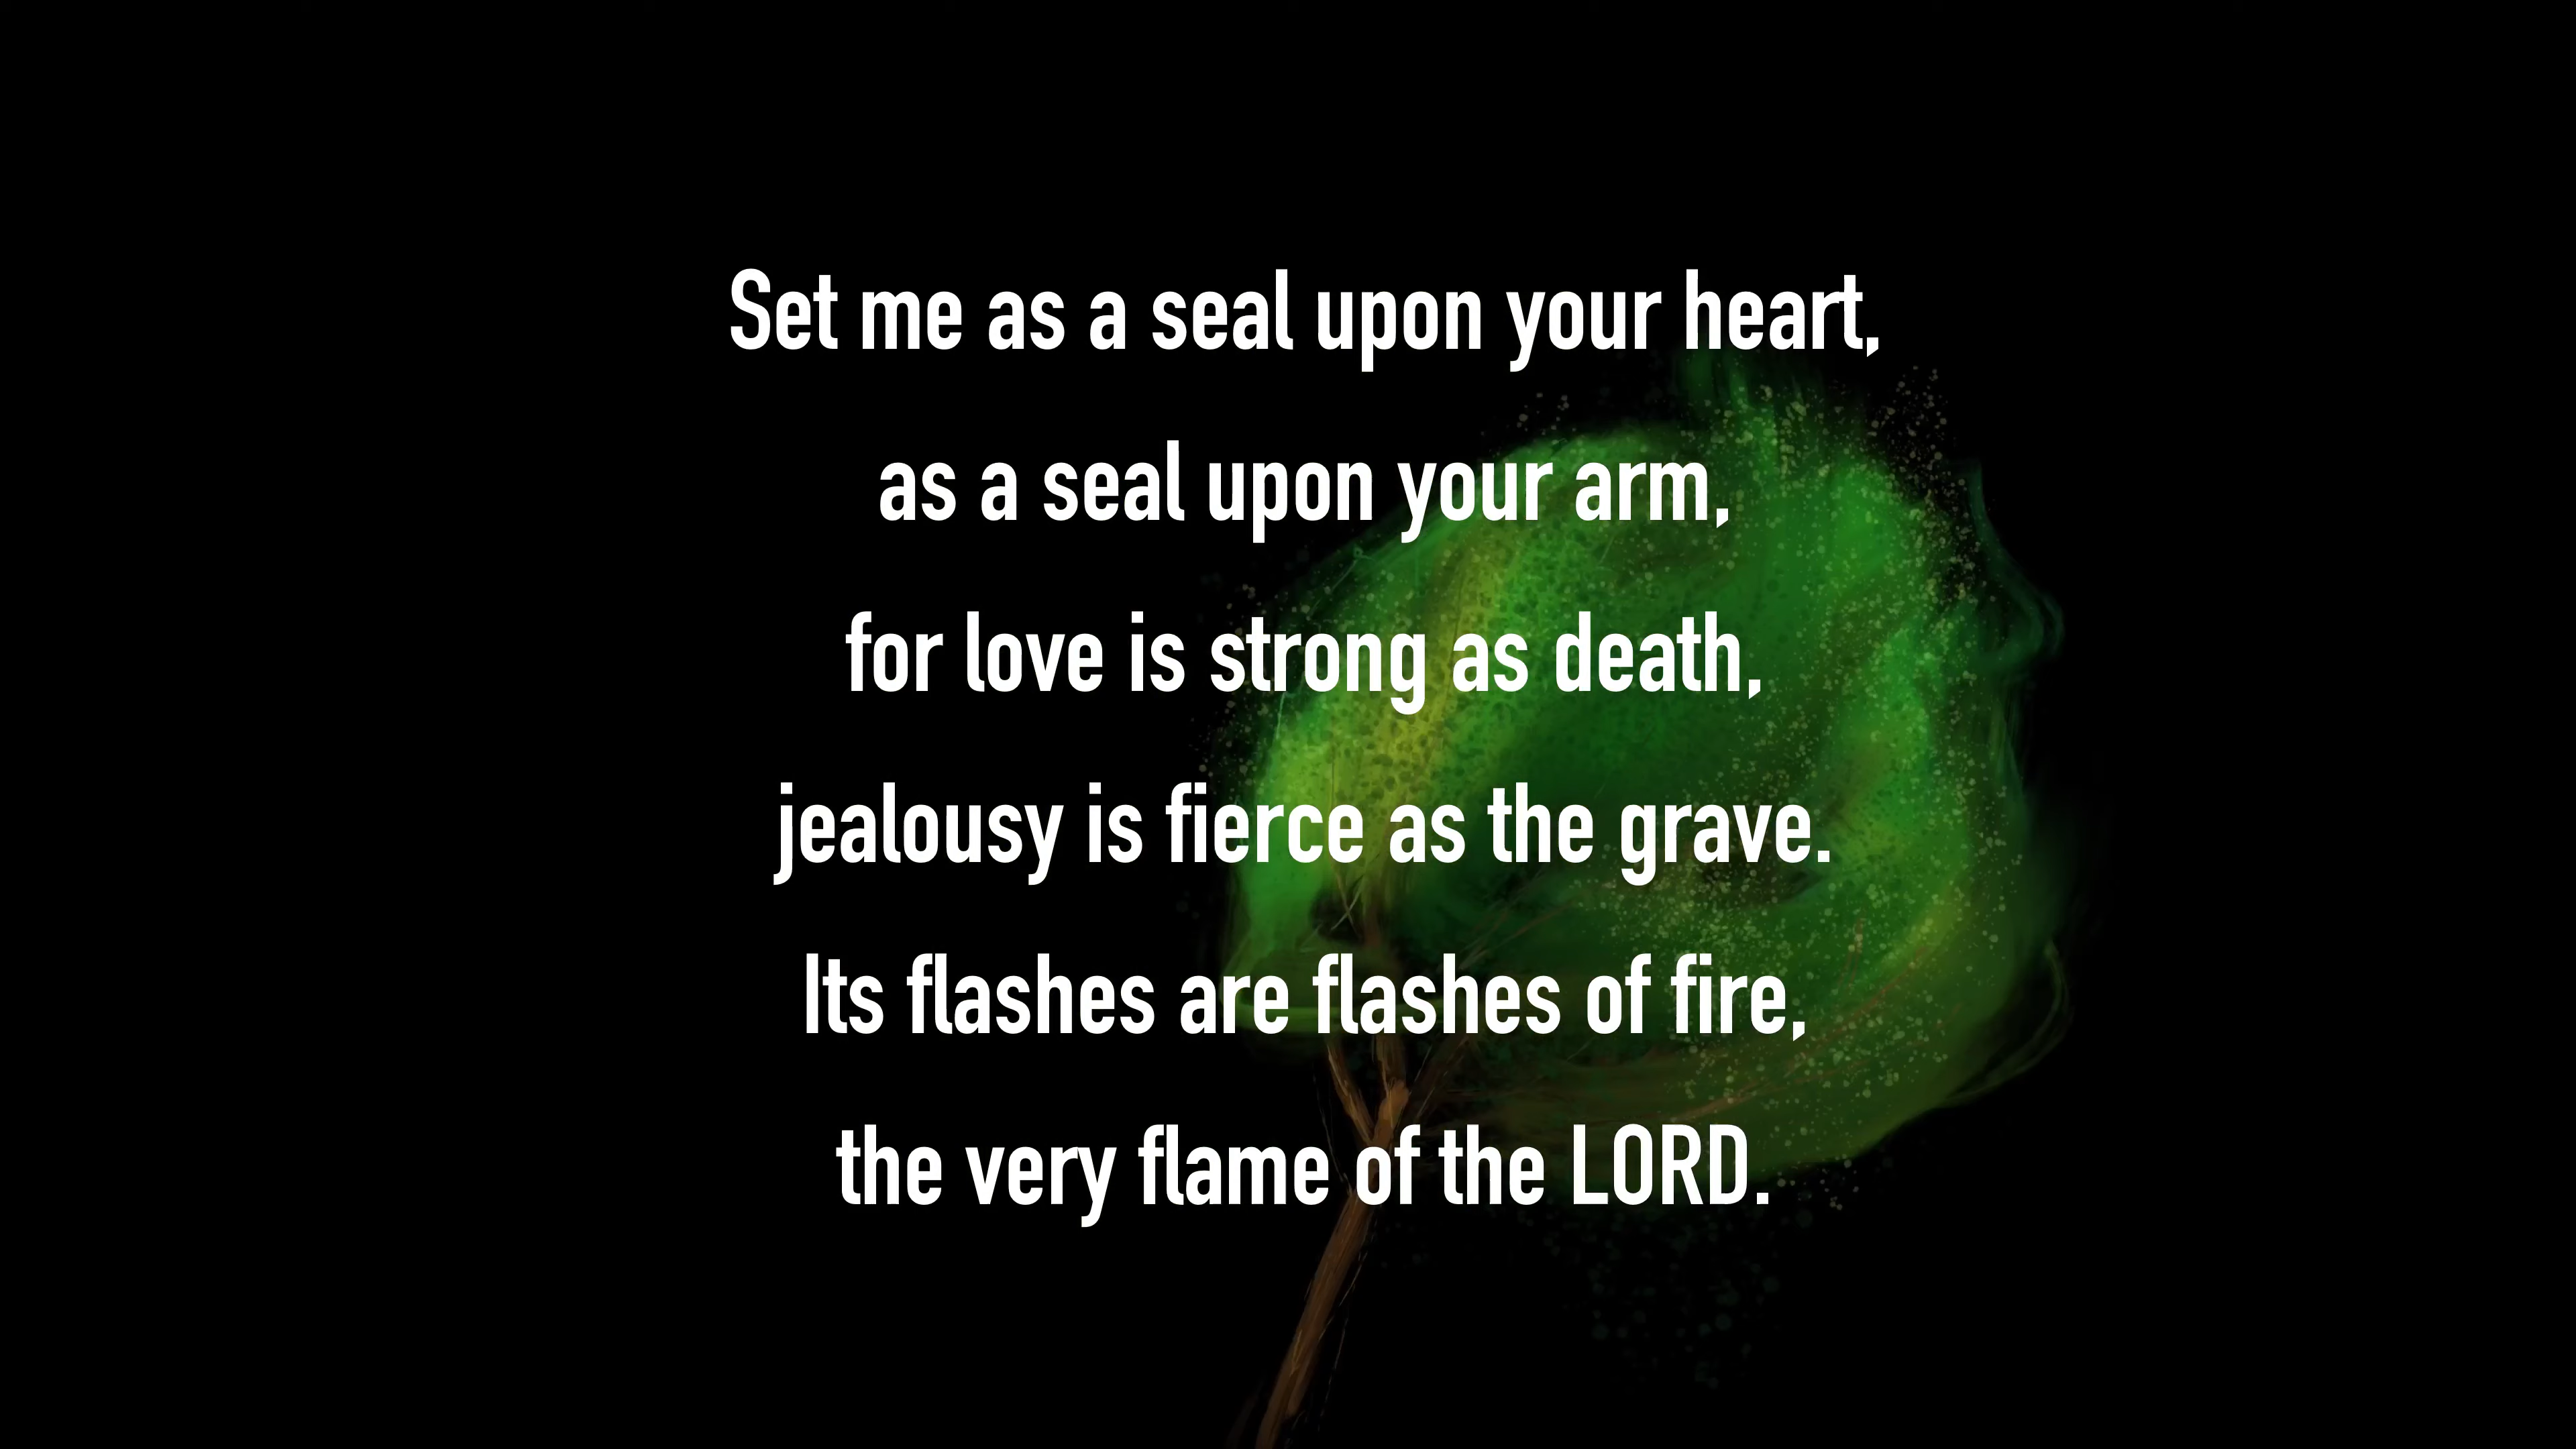 Set me as a seal upon your heart,
as a seal upon your arm,
for love is strong as death,
jealousy is fierce as the grave.
Its flashes are flashes of fire,
the very flame of the LORD.